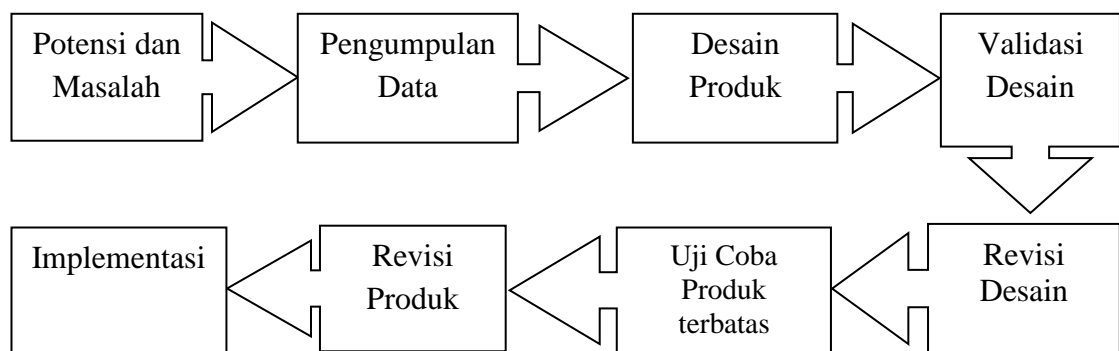 Potensi dan
Masalah
Pengumpulan
Data
Desain
Produk
Validasi
Desain
Revisi
Desain
Uji Coba
Produk
terbatas
Revisi
Produk
Implementasi